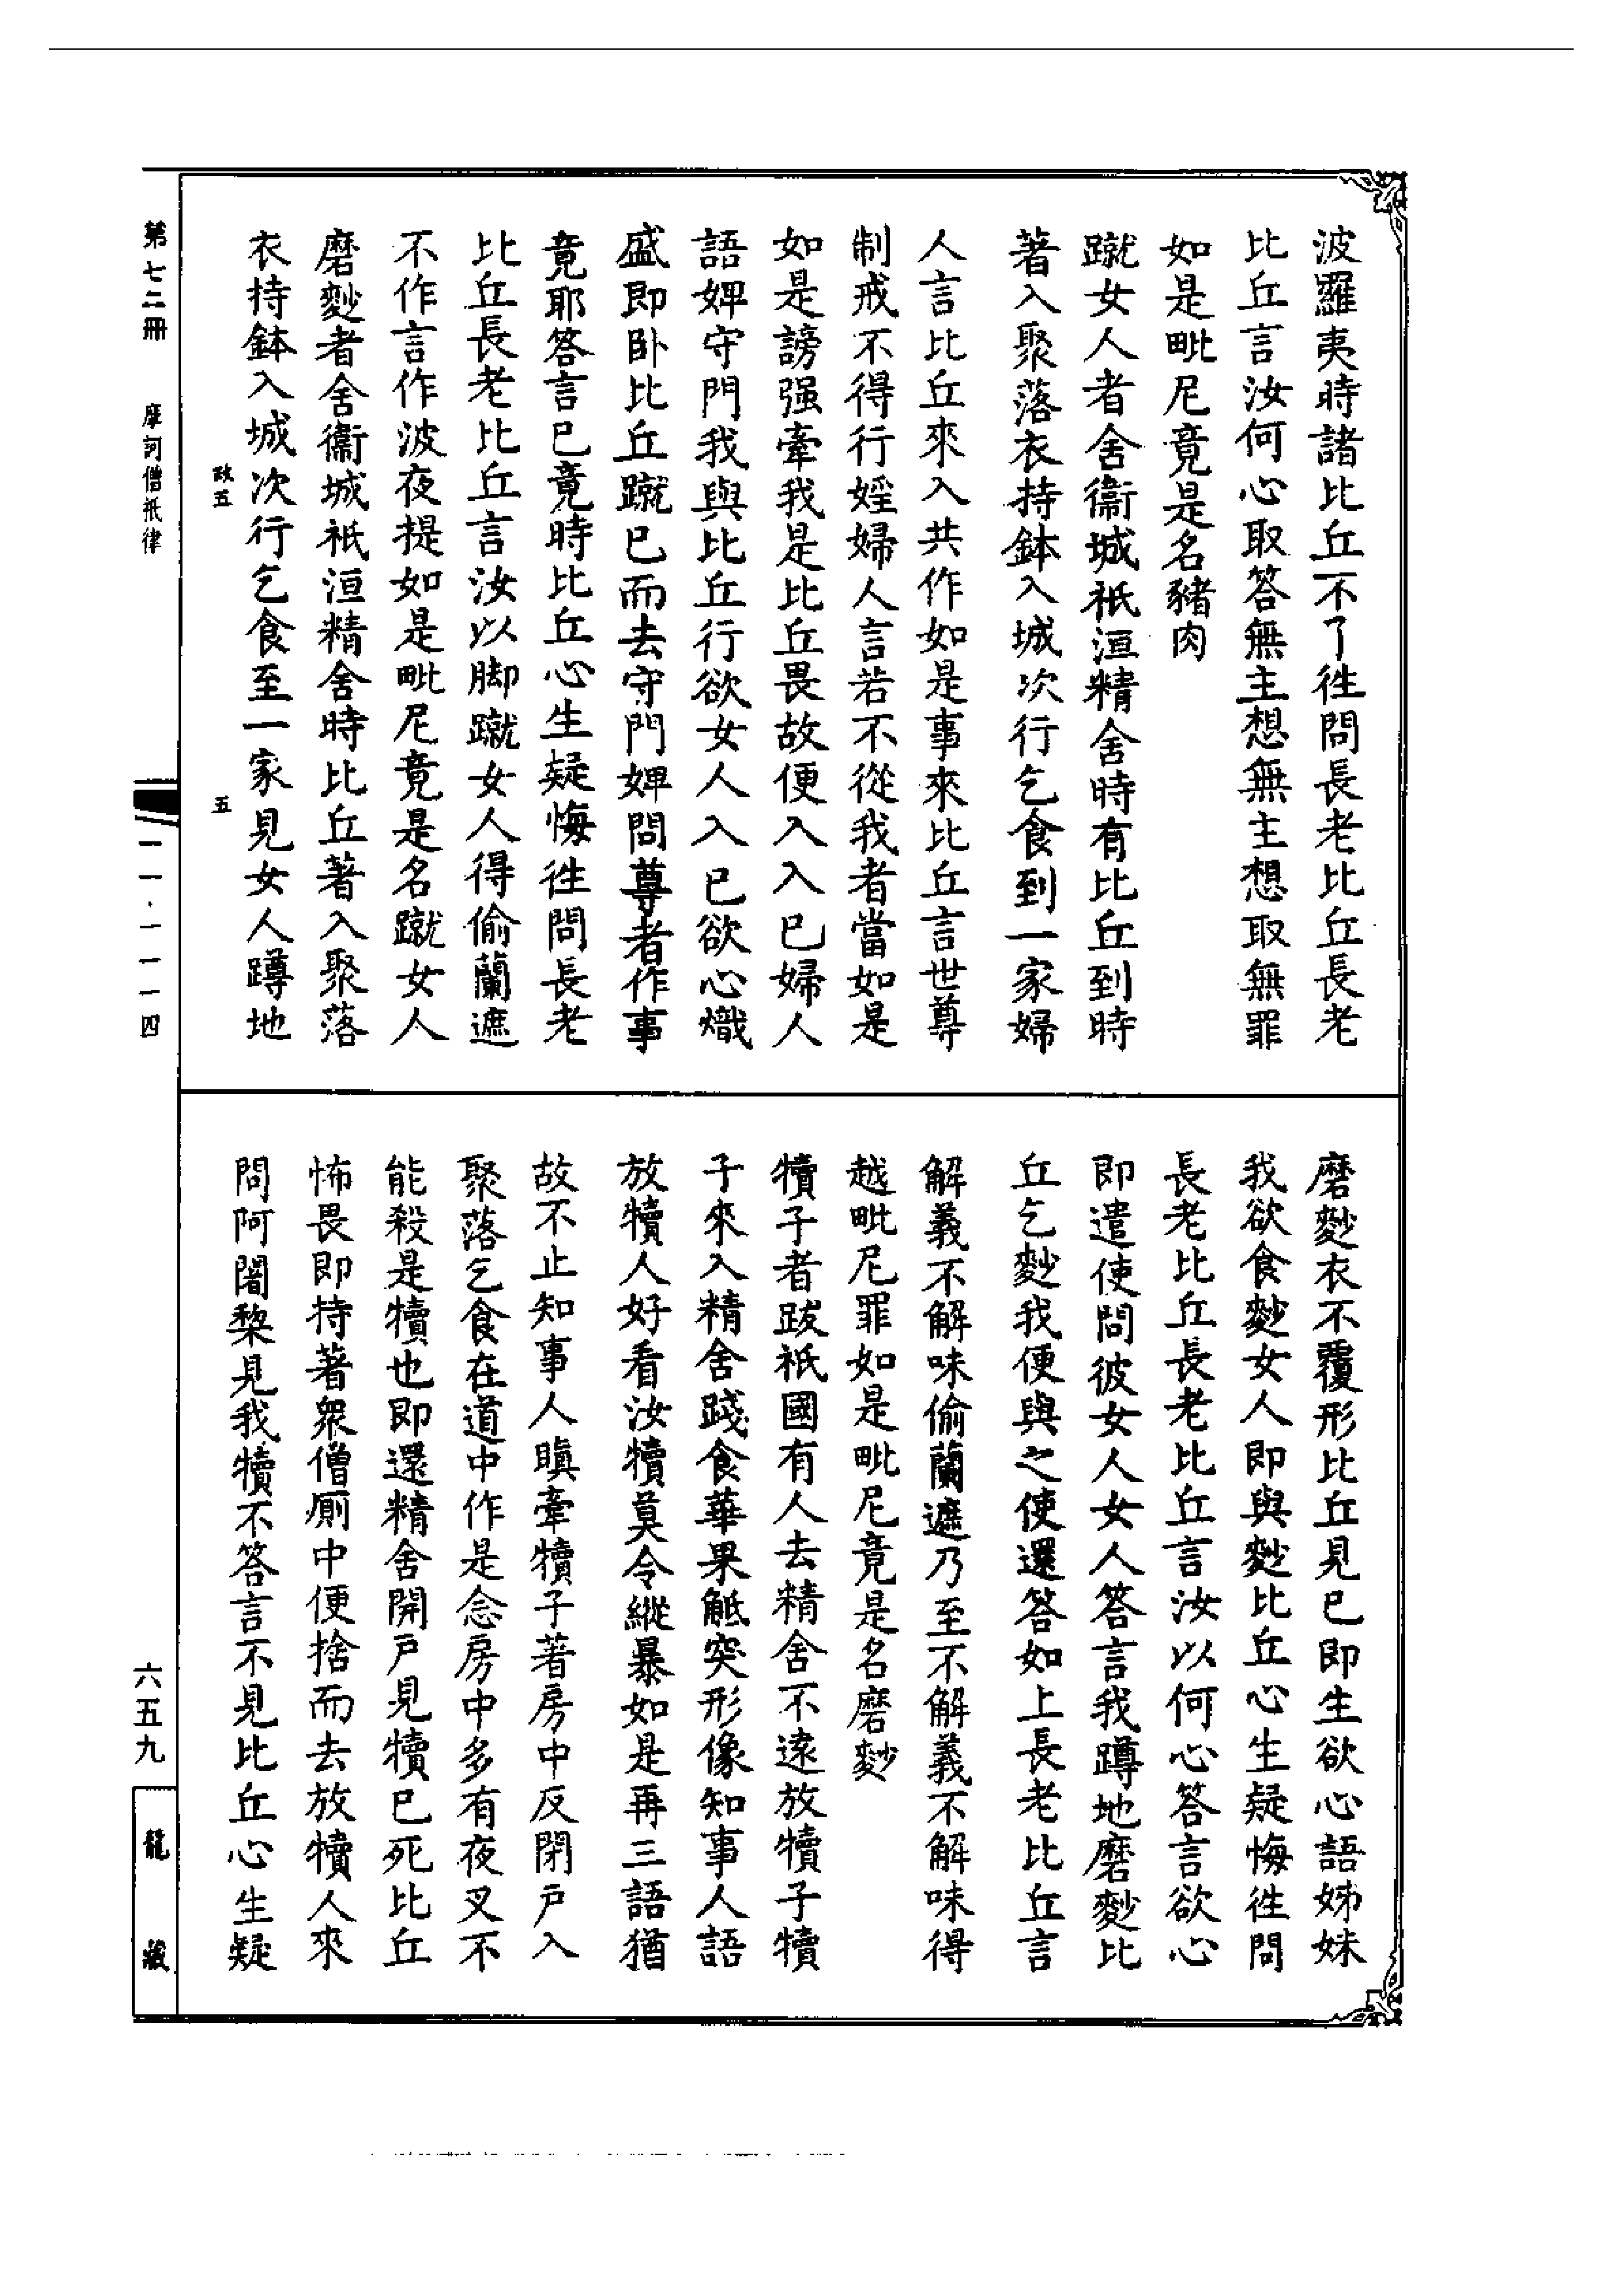 波羅夷時諸比丘不了徃問長老比丘長老
比丘言汝何心取答無主想無主想取無罪
如是毗尼竟是名豬肉
蹴女人者舍衞城祇洹精舍時有比丘到時
著入聚落衣持鉢入城次行乞食到一家婦
人言比丘來入共作如是事來比丘言世尊
制戒不得行婬婦人言若不從我者當如是
如是謗强牽我是比丘畏故便入入已婦人
語婢守門我與比丘行欲女人入已欲心熾
盛即卧比丘蹴已而去守門婢問尊者作事
竟耶答言已竟時比丘心生疑悔徃問長老
比丘長老比丘言汝以脚蹴女人得偷蘭遮
不作言作波夜提如是毗尼竟是名蹴女人
磨麨者舍衞城祇洹精舍時比丘著入聚落
衣持鉢入城次行乞食至一家見女人蹲地
磨麨衣不覆形比丘見已即生欲心語姊妹
我欲食麨女人即與麨比丘心生疑悔徃問
長老比丘長老比丘言汝以何心答言欲心
即遣使問彼女人女人答言我蹲地磨麨比
丘乞麨我便與之使還答如上長老比丘言
解義不解味偷蘭遮乃至不解義不解味得
越毗尼罪如是毗尼竟是名磨麨
犢子者跋祇國有人去精舍不遠放犢子犢
子來入精舍踐食華果觝突形像知事人語
放犢人好看汝犢莫令縱暴如是再三語猶
故不止知事人瞋牽犢子著房中反閉戶入
聚落乞食在道中作是念房中多有夜叉不
能殺是犢也即還精舍開戶見犢已死比丘
怖畏即持著衆僧厠中便捨而去放犢人來
問阿闍棃見我犢不答言不見比丘心生疑
第七二冊
摩訶僧祇律
政五
五
一一一·一一一四
六五九
龍藏